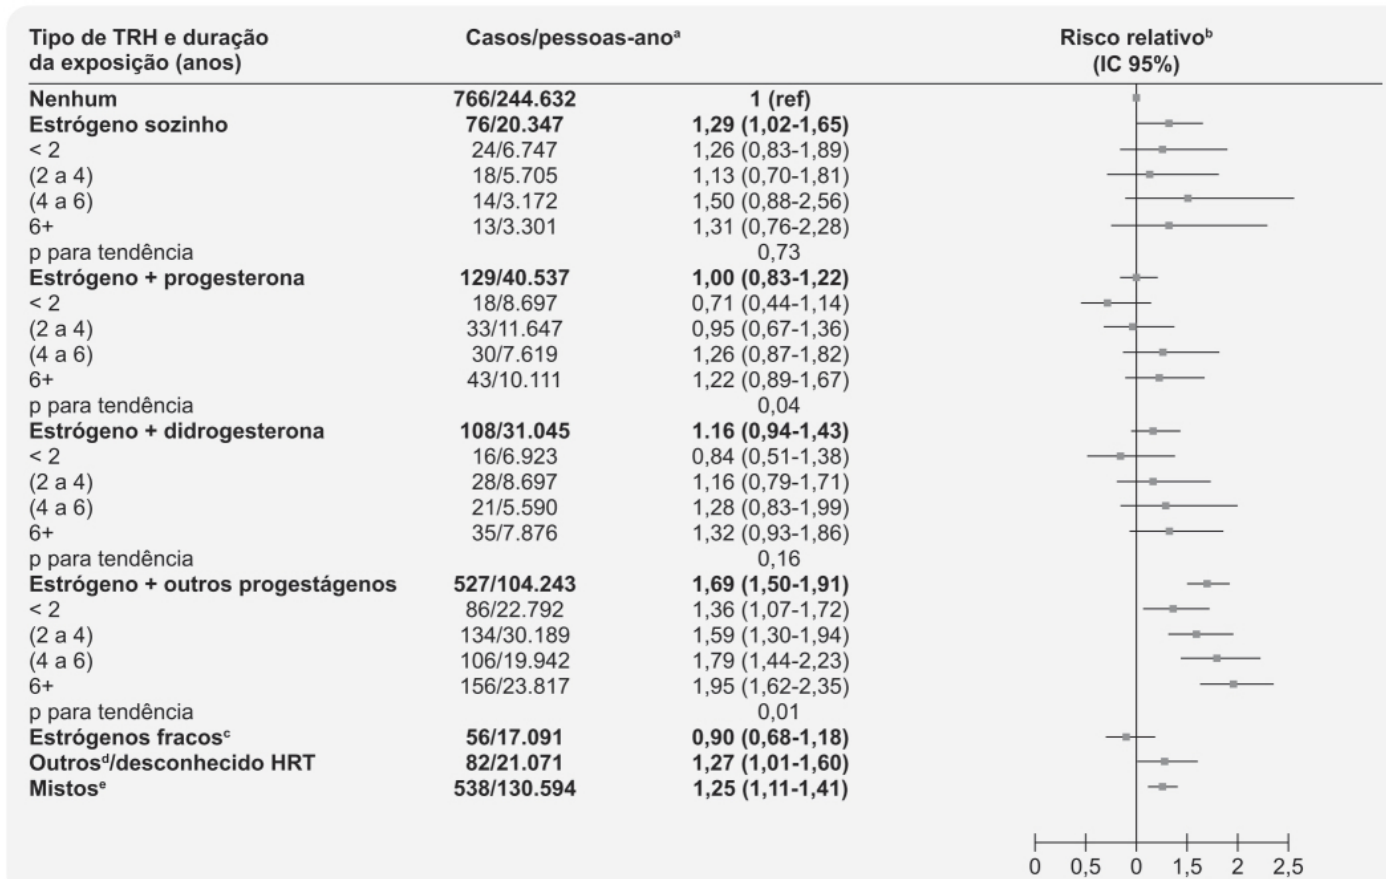 Tipo de TRH e duração Casos/pessoas-anoᵃ Risco relativoᵇ
da exposição (anos) (IC 95%)
Nenhum 766/244.632 1 (ref)
Estrógeno sozinho 76/20.347 1,29 (1,02-1,65)
< 2 24/6.747 1,26 (0,83-1,89)
(2 a 4) 18/5.705 1,13 (0,70-1,81)
(4 a 6) 14/3.172 1,50 (0,88-2,56)
6+ 13/3.301 1,31 (0,76-2,28)
p para tendência 0,73
Estrógeno + progesterona 129/40.537 1,00 (0,83-1,22)
< 2 18/8.697 0,71 (0,44-1,14)
(2 a 4) 33/11.647 0,95 (0,67-1,36)
(4 a 6) 30/7.619 1,26 (0,87-1,82)
6+ 43/10.111 1,22 (0,89-1,67)
p para tendência 0,04
Estrógeno + didrogesterona 108/31.045 1.16 (0,94-1,43)
< 2 16/6.923 0,84 (0,51-1,38)
(2 a 4) 28/8.697 1,16 (0,79-1,71)
(4 a 6) 21/5.590 1,28 (0,83-1,99)
6+ 35/7.876 1,32 (0,93-1,86)
p para tendência 0,16
Estrógeno + outros progestágenos 527/104.243 1,69 (1,50-1,91)
< 2 86/22.792 1,36 (1,07-1,72)
(2 a 4) 134/30.189 1,59 (1,30-1,94)
(4 a 6) 106/19.942 1,79 (1,44-2,23)
6+ 156/23.817 1,95 (1,62-2,35)
p para tendência 0,01
Estrógenos fracosᶜ 56/17.091 0,90 (0,68-1,18)
Outrosᵈ/desconhecido HRT 82/21.071 1,27 (1,01-1,60)
Mistosᵉ 538/130.594 1,25 (1,11-1,41)
0 0,5 0 1,5 2 2,5